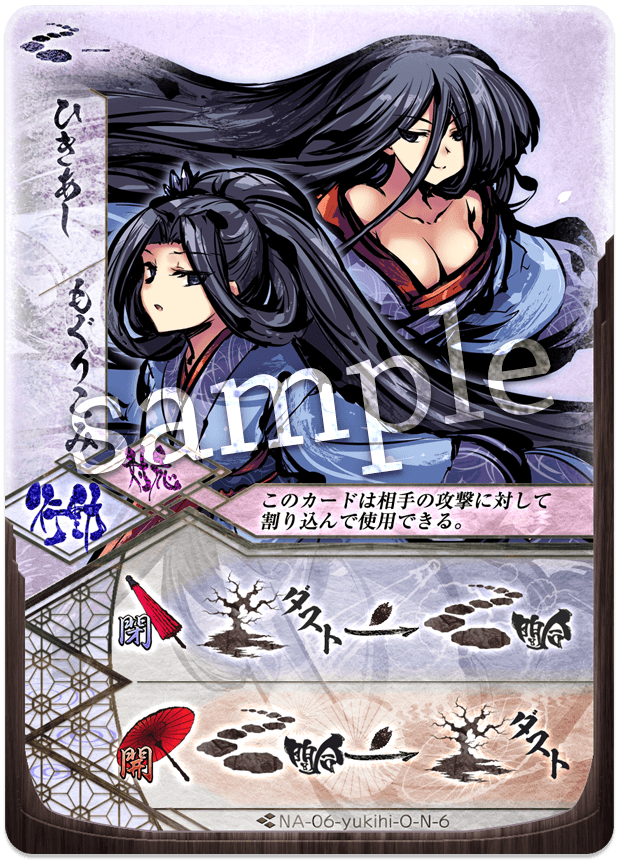 ひきあし
もぐりこみ
sample
対応
行動
このカードは相手の攻撃に対して
割り込んで使用できる。
閉
ダスト
間合
開
間合
ダスト
NA-06-yukihi-O-N-6